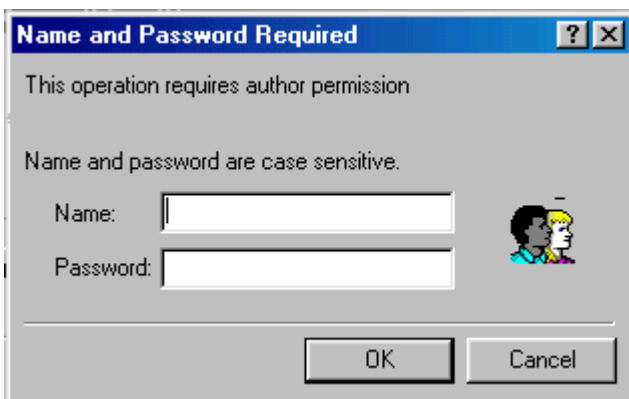 Name and Password Required
This operation requires author permission
Name and password are case sensitive.
Name:
Password:
OK Cancel